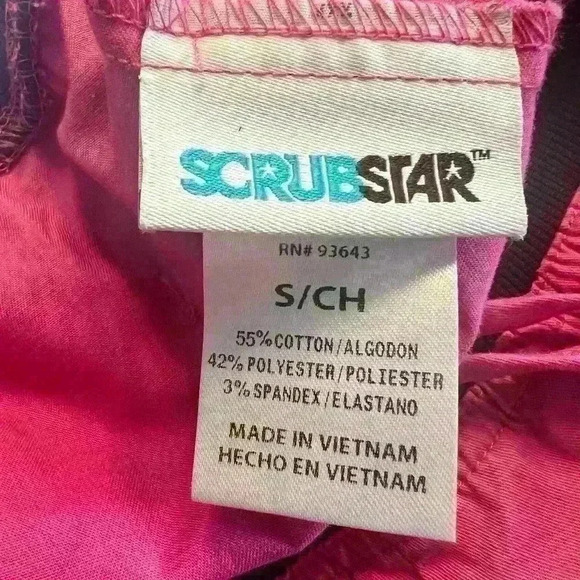 SCRUBSTAR™
RN# 93643
S/CH
55% COTTON/ALGODON
42% POLYESTER/POLIESTER
3% SPANDEX/ELASTANO
MADE IN VIETNAM
HECHO EN VIETNAM